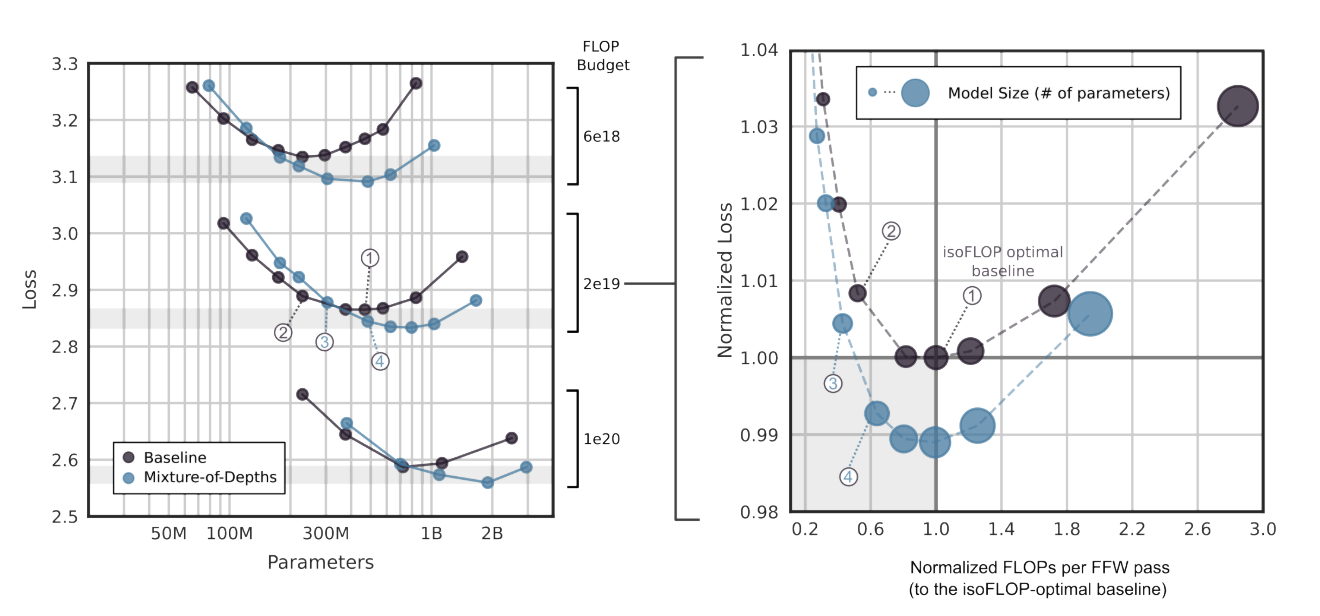 3.3
3.2
3.1
3.0
2.9
2.8
2.7
2.6
2.5
Loss
50M 100M 300M 1B 2B
Parameters
1
2
3
4
Baseline
Mixture-of-Depths
FLOP
Budget
6e18
2e19
1e20
1.04
1.03
1.02
1.01
1.00
0.99
0.98
Normalized Loss
Model Size (# of parameters)
2
isoFLOP optimal
baseline
1
3
4
0.2 0.6 1.0 1.4 1.8 2.2 2.6 3.0
Normalized FLOPs per FFW pass
(to the isoFLOP-optimal baseline)